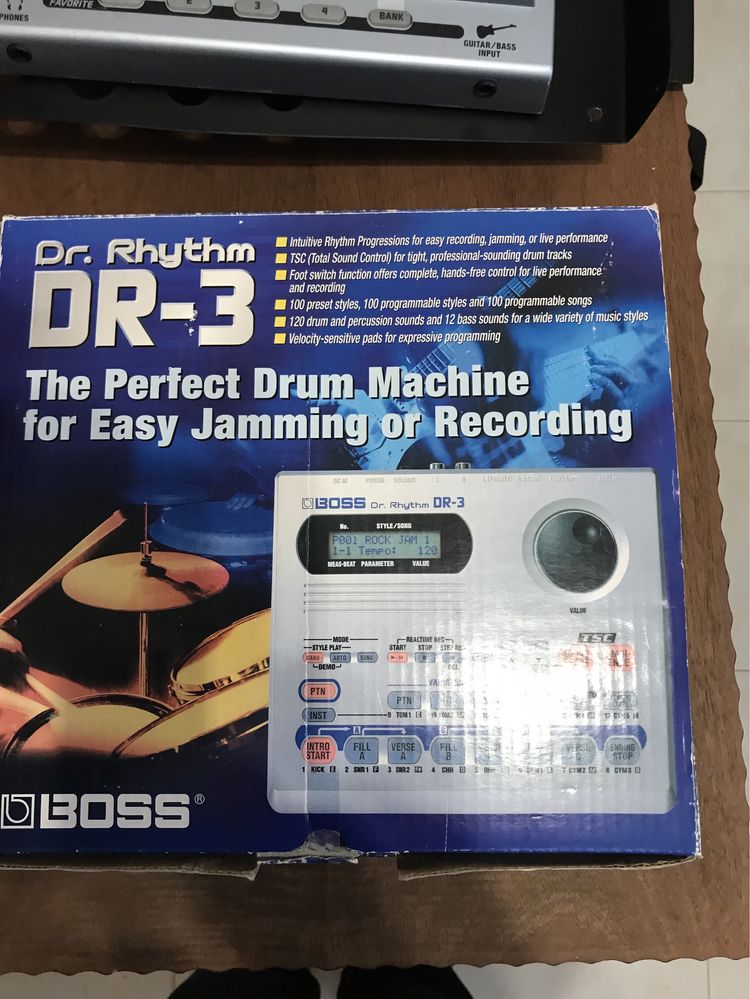 PHONES
FAVORITE
2
3
4
BANK
GUITAR/BASS
INPUT
Dr. Rhythm
DR-3
Intuitive Rhythm Progressions for easy recording, jamming, or live performance
TSC (Total Sound Control) for tight, professional-sounding drum tracks
Foot switch function offers complete, hands-free control for live performance
and recording
100 preset styles, 100 programmable styles and 100 programmable songs
120 drum and percussion sounds and 12 bass sounds for a wide variety of music styles
Velocity-sensitive pads for expressive programming
The Perfect Drum Machine
for Easy Jamming or Recording
BOSS Dr. Rhythm DR-3
No. STYLE/SONG
P001 ROCK JAM 1
1-1 Tempo: 120
MEAS-BEAT PARAMETER VALUE
VALUE
TSC
MODE
STYLE PLAY
REALTIME REC
START STOP
AUTO SONG
DEMO
PTN
PTN
INST
9 TOM1
INTRO
START
FILL
A
VERSE
A
FILL
B
VERSE
B
ENDING
STOP
1 KICK E 2 SNR1 F 3 SNR2 F# 4 CHH G
7 CYM2 8 CYM3
BOSS®